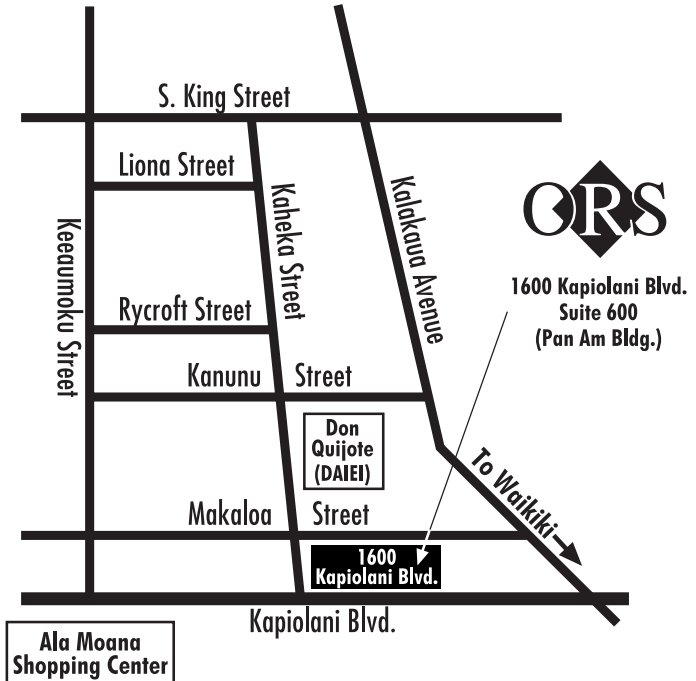 S. King Street
Liona Street
Keeaumoku Street
Kaheka Street
Kalakaua Avenue
ORS
1600 Kapiolani Blvd.
Suite 600
(Pan Am Bldg.)
Rycroft Street
Kanunu Street
Don
Quijote
(DAIEI)
To Waikiki
Makaloa Street
1600
Kapiolani Blvd.
Kapiolani Blvd.
Ala Moana
Shopping Center